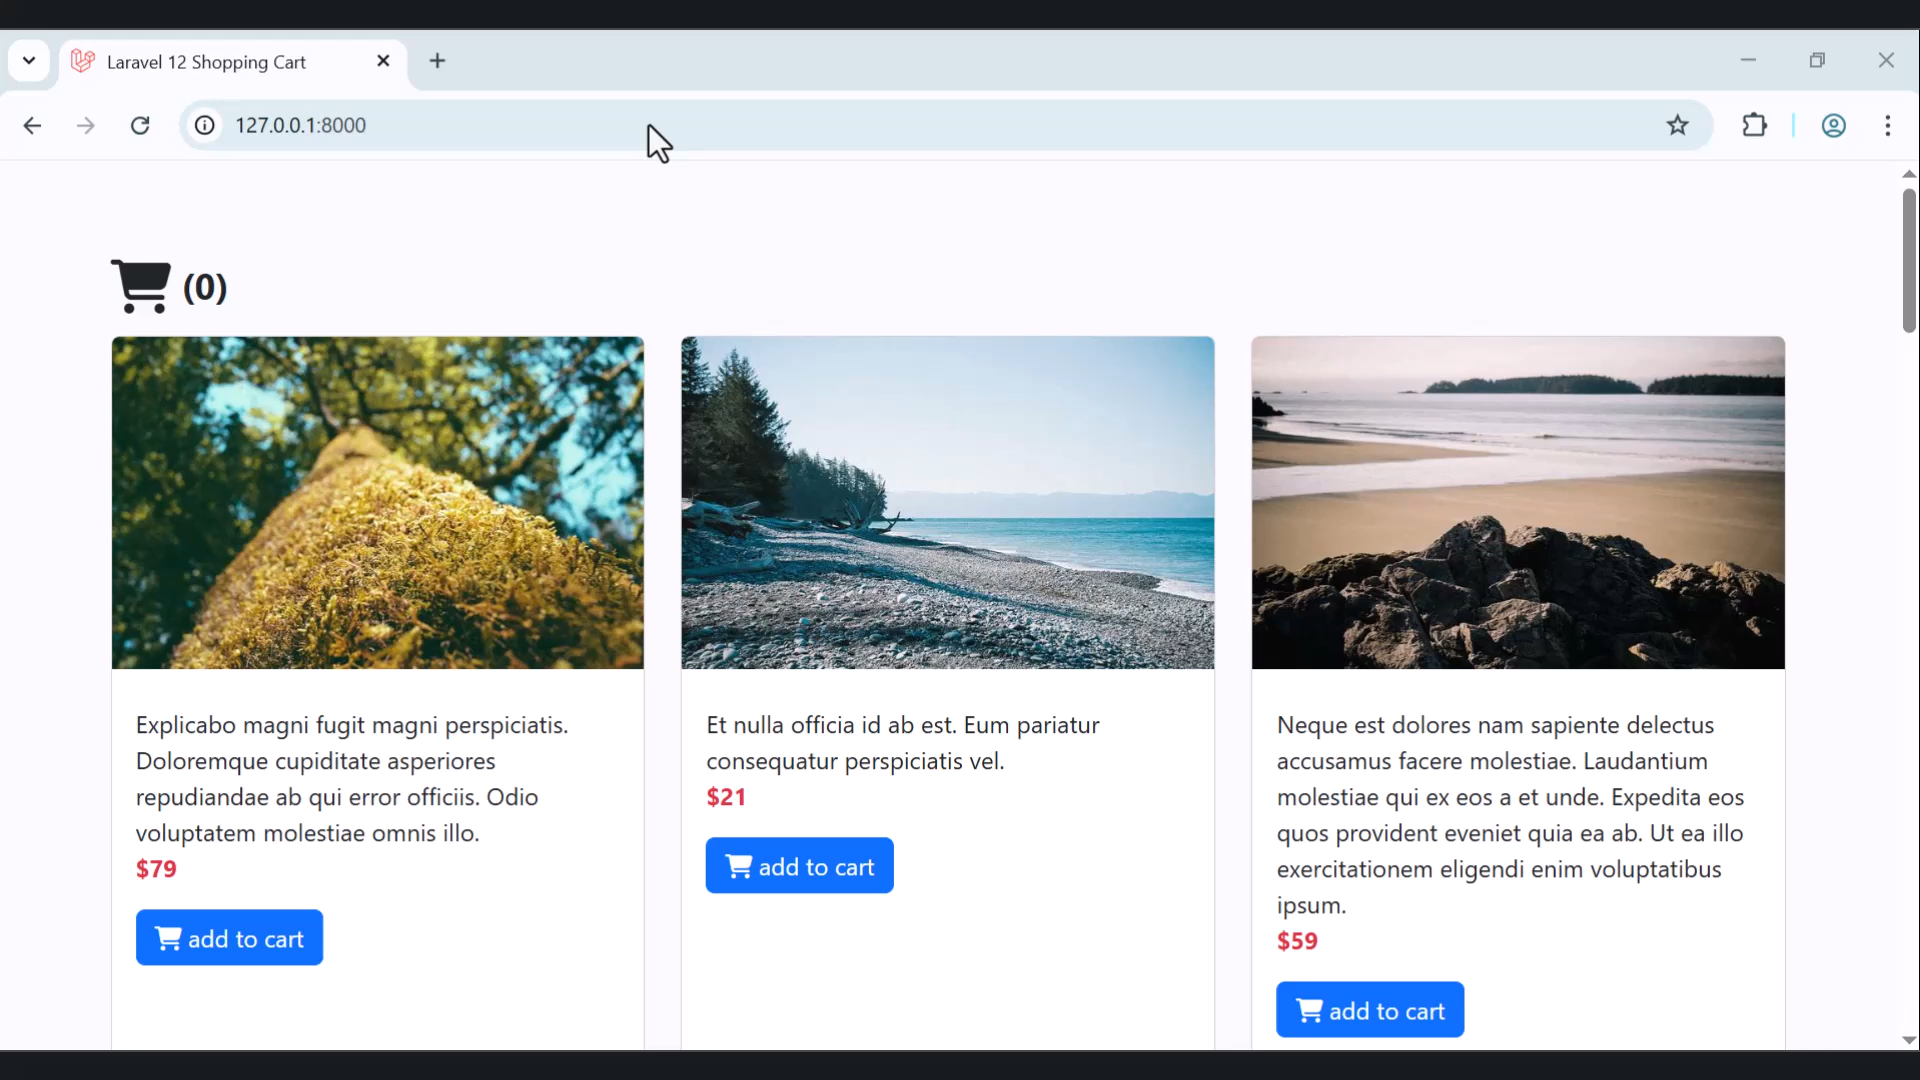 Laravel 12 Shopping Cart
127.0.0.1:8000
(0)
Explicabo magni fugit magni perspiciatis.
Doloremque cupiditate asperiores
repudiandae ab qui error officiis. Odio
voluptatem molestiae omnis illo.
$79
add to cart
Et nulla officia id ab est. Eum pariatur
consequatur perspiciatis vel.
$21
add to cart
Neque est dolores nam sapiente delectus
accusamus facere molestiae. Laudantium
molestiae qui ex eos a et unde. Expedita eos
quos provident eveniet quia ea ab. Ut ea illo
exercitationem eligendi enim voluptatibus
ipsum.
$59
add to cart